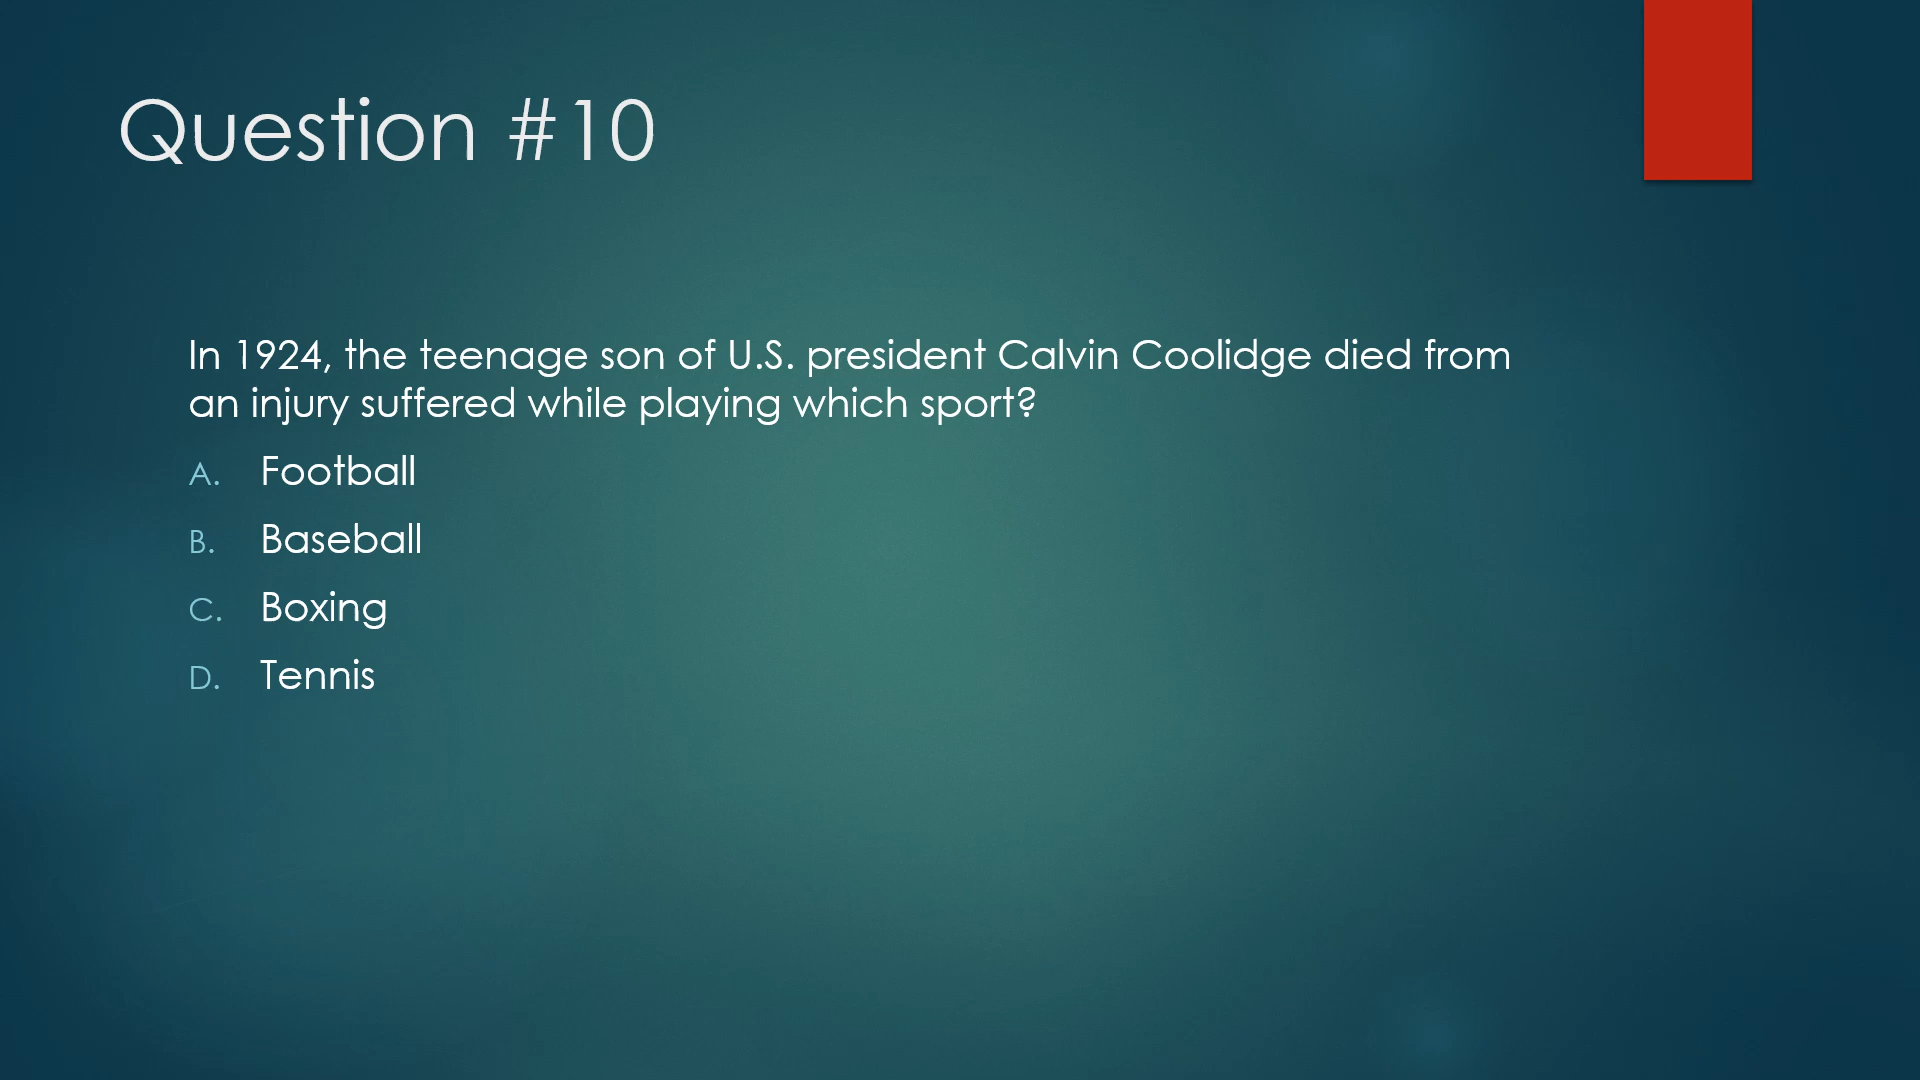 Question #10
In 1924, the teenage son of U.S. president Calvin Coolidge died from
an injury suffered while playing which sport?
A. Football
B. Baseball
C. Boxing
D. Tennis